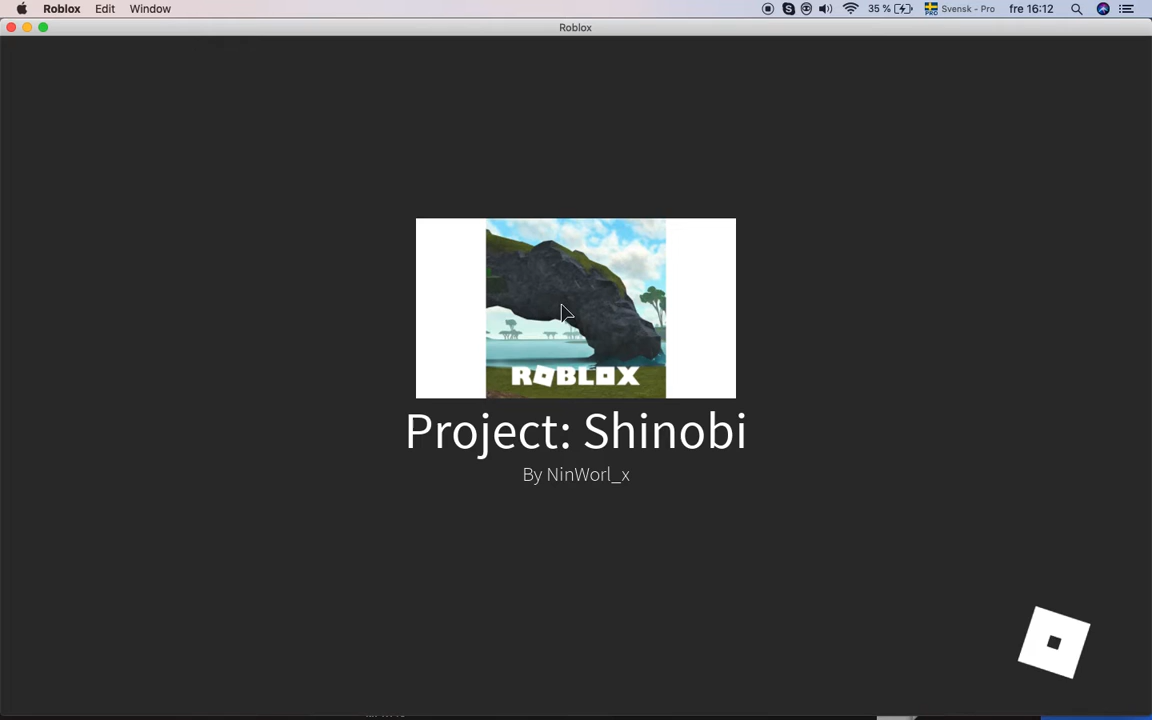 Roblox Edit Window 35 % Svensk - Pro fre 16:12
Roblox
ROBLOX
Project: Shinobi
By NinWorl_x